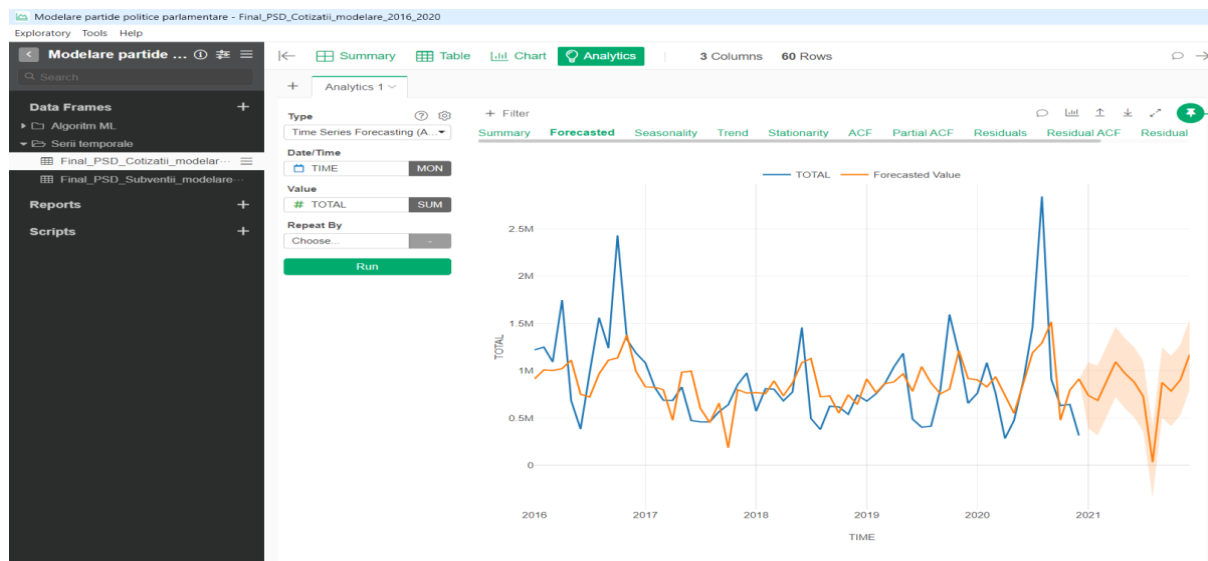 Modelare partide politice parlamentare - Final_PSD_Cotizatii_modelare_2016_2020
Exploratory Tools Help
Modelare partide ...
Summary Table Chart Analytics 3 Columns 60 Rows
Search...
Analytics 1
Data Frames
Algoritm ML
Serii temporale
Final_PSD_Cotizatii_modelar...
Final_PSD_Subventii_modelare...
Reports
Scripts
Type
Time Series Forecasting (A...
Date/Time
TIME MON
Value
# TOTAL SUM
Repeat By
Choose... -
Run
+ Filter
Summary Forecasted Seasonality Trend Stationarity ACF Partial ACF Residuals Residual ACF Residual
TOTAL Forecasted Value
2.5M
2M
1.5M
1M
0.5M
0
TOTAL
2016 2017 2018 2019 2020 2021
TIME